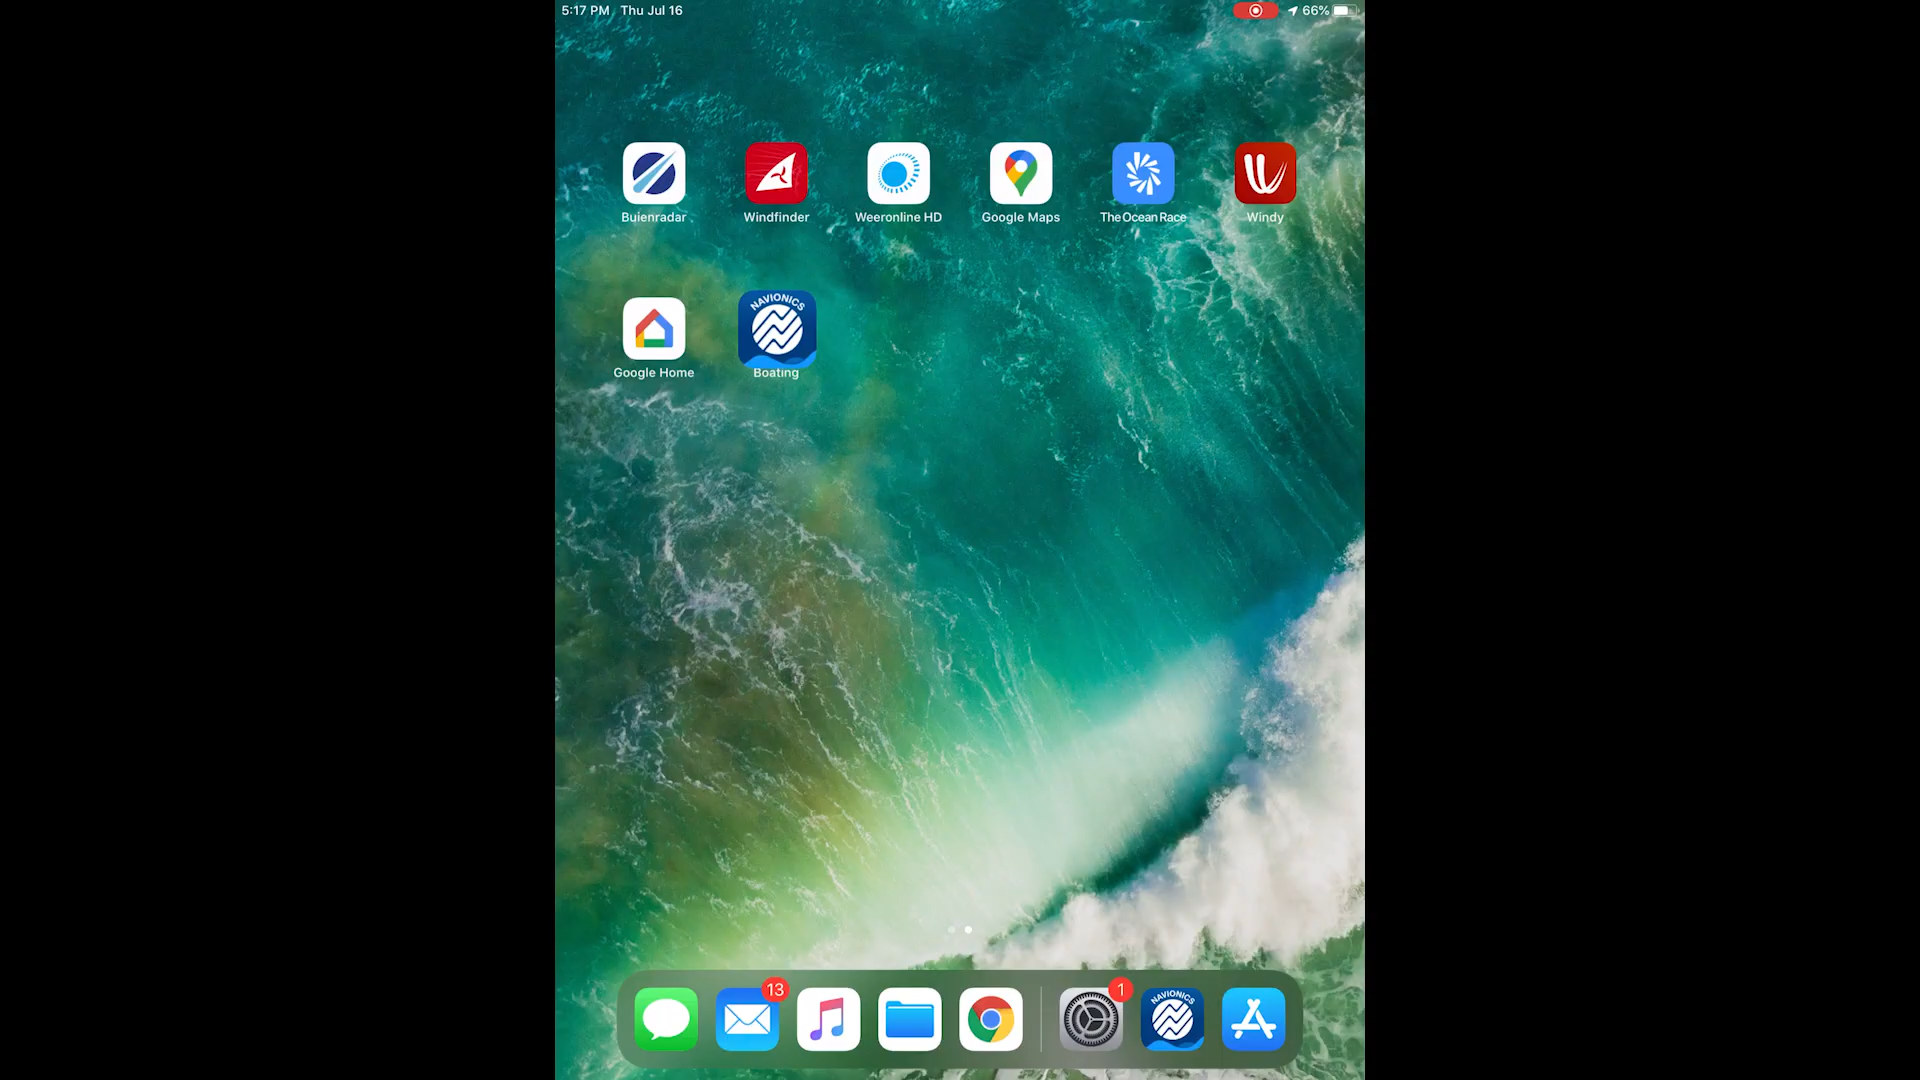 5:17 PM Thu Jul 16
66%
Buienradar
Windfinder
Weeronline HD
Google Maps
The Ocean Race
Windy
NAVIONICS
Google Home
Boating
13
1
NAVIONICS